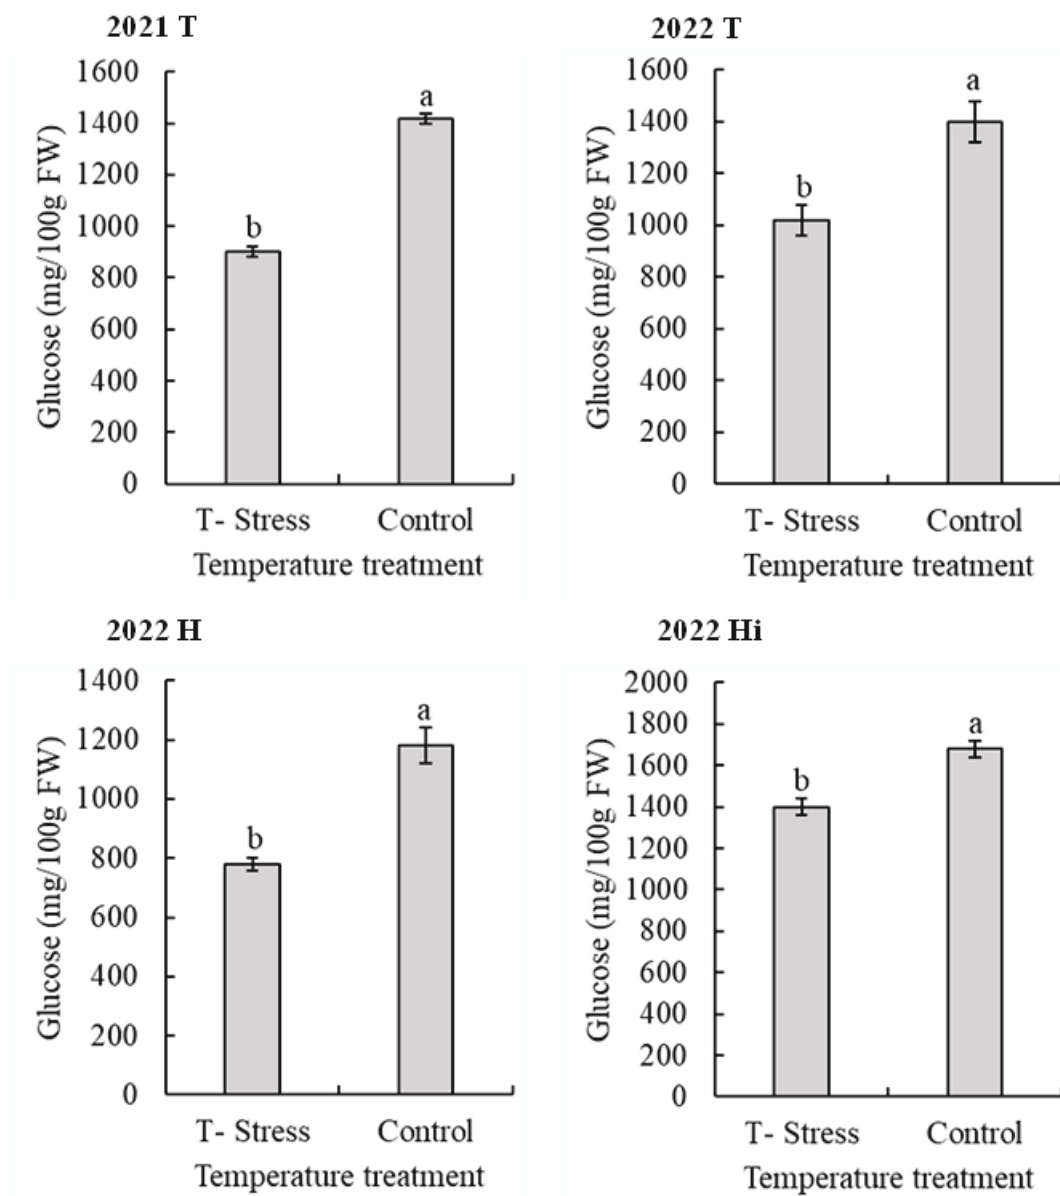 2021 T
1600
1400
1200
1000
800
600
400
200
0
Glucose (mg/100g FW)
b
a
T- Stress
Control
Temperature treatment
2022 T
1600
1400
1200
1000
800
600
400
200
0
Glucose (mg/100g FW)
b
a
T- Stress
Control
Temperature treatment
2022 H
1400
1200
1000
800
600
400
200
0
Glucose (mg/100g FW)
b
a
T- Stress
Control
Temperature treatment
2022 Hi
2000
1800
1600
1400
1200
1000
800
600
400
200
0
Glucose (mg/100g FW)
b
a
T- Stress
Control
Temperature treatment